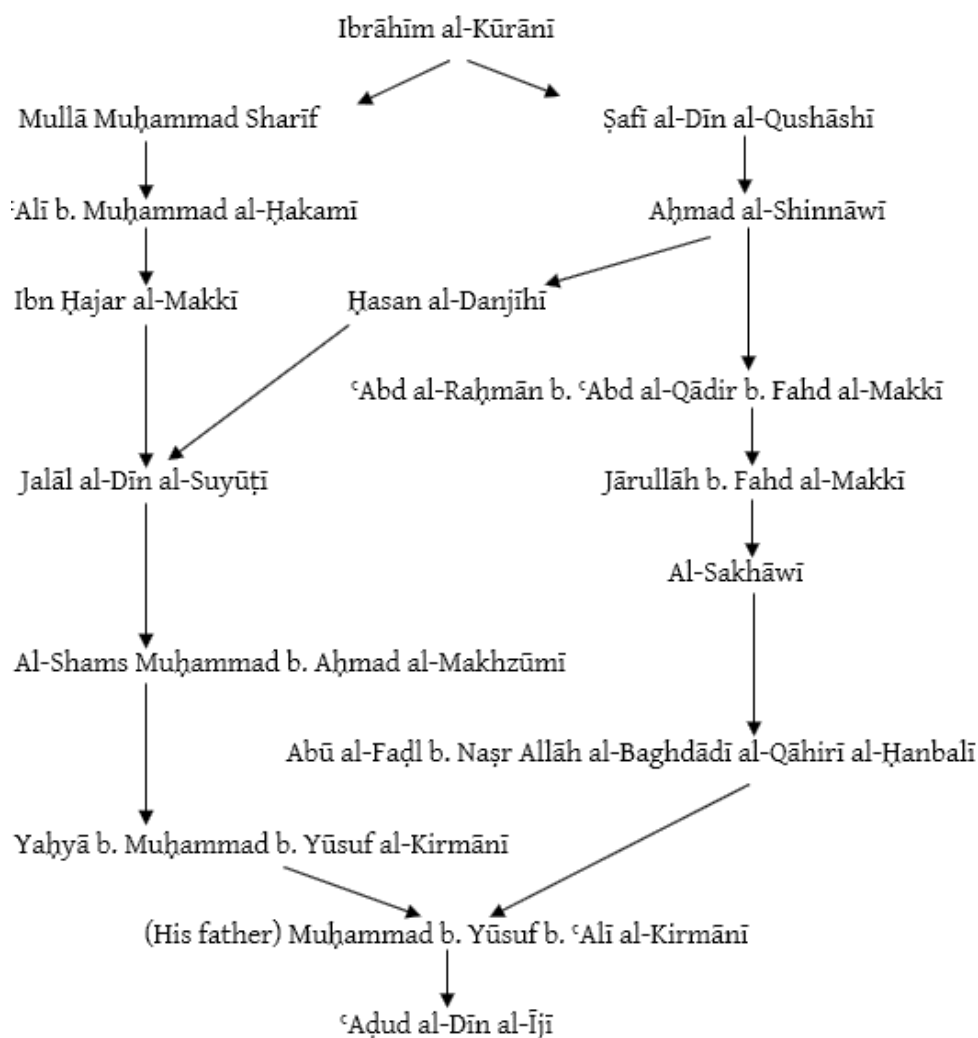 Ibrāhīm al-Kūrānī
Mullā Muḥammad Sharīf
Ṣafī al-Dīn al-Qushāshī
ʿAlī b. Muḥammad al-Ḥakamī
Aḥmad al-Shinnāwī
Ibn Ḥajar al-Makkī
Ḥasan al-Danjīhī
ʿAbd al-Raḥmān b. ʿAbd al-Qādir b. Fahd al-Makkī
Jalāl al-Dīn al-Suyūṭī
Jārullāh b. Fahd al-Makkī
Al-Sakhāwī
Al-Shams Muḥammad b. Aḥmad al-Makhzūmī
Abū al-Faḍl b. Naṣr Allāh al-Baghdādī al-Qāhirī al-Ḥanbalī
Yaḥyā b. Muḥammad b. Yūsuf al-Kirmānī
(His father) Muḥammad b. Yūsuf b. ʿAlī al-Kirmānī
ʿAḍud al-Dīn al-Ījī